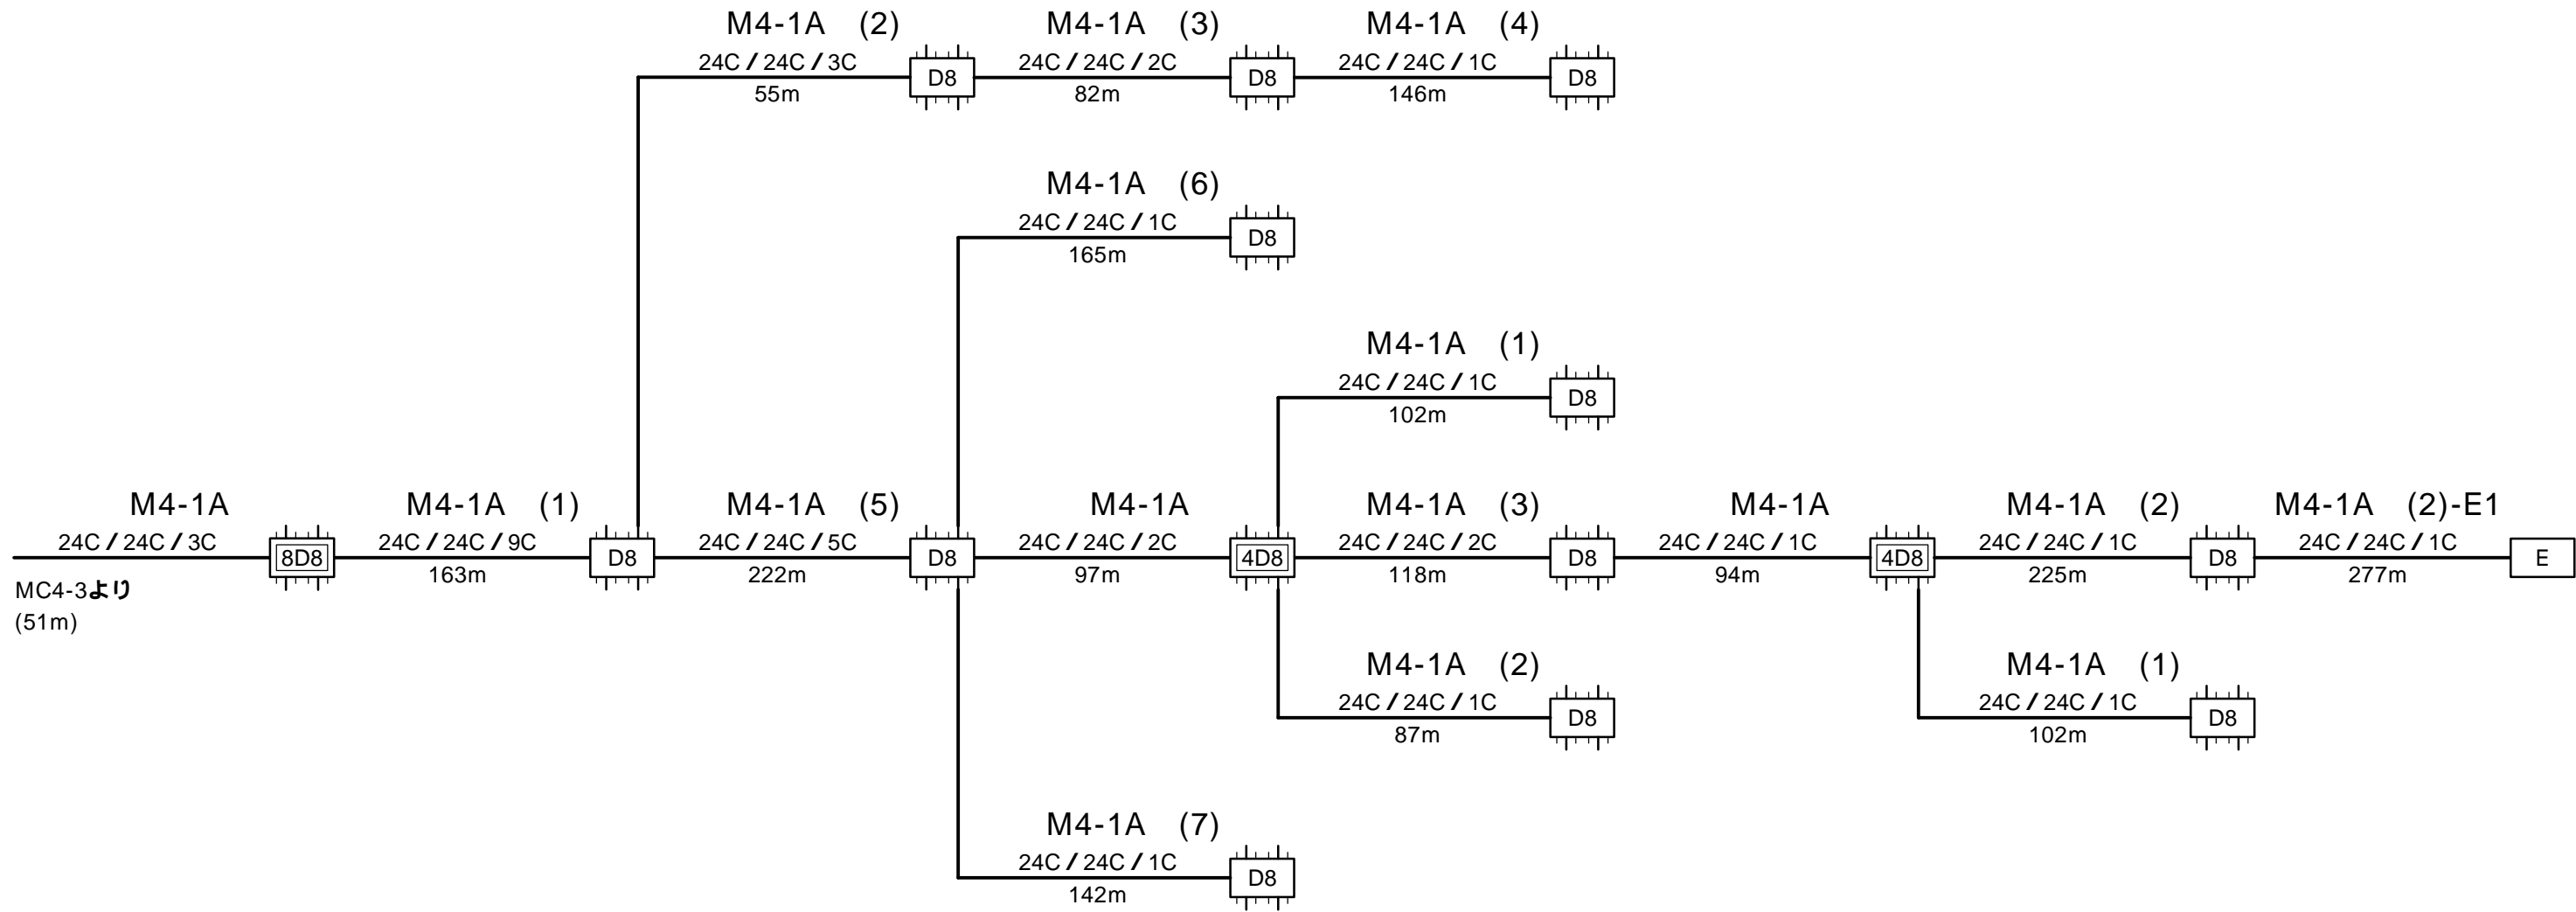 M4-1A (2)
24C / 24C / 3C
55m
D8
M4-1A (3)
24C / 24C / 2C
82m
D8
M4-1A (4)
24C / 24C / 1C
146m
D8
M4-1A (6)
24C / 24C / 1C
165m
D8
M4-1A (1)
24C / 24C / 1C
102m
D8
M4-1A
24C / 24C / 3C
MC4-3より
(51m)
8D8
M4-1A (1)
24C / 24C / 9C
163m
D8
M4-1A (5)
24C / 24C / 5C
222m
D8
M4-1A
24C / 24C / 2C
97m
4D8
M4-1A (3)
24C / 24C / 2C
118m
D8
M4-1A
24C / 24C / 1C
94m
4D8
M4-1A (2)
24C / 24C / 1C
225m
D8
M4-1A (2)-E1
24C / 24C / 1C
277m
E
M4-1A (2)
24C / 24C / 1C
87m
D8
M4-1A (1)
24C / 24C / 1C
102m
D8
M4-1A (7)
24C / 24C / 1C
142m
D8